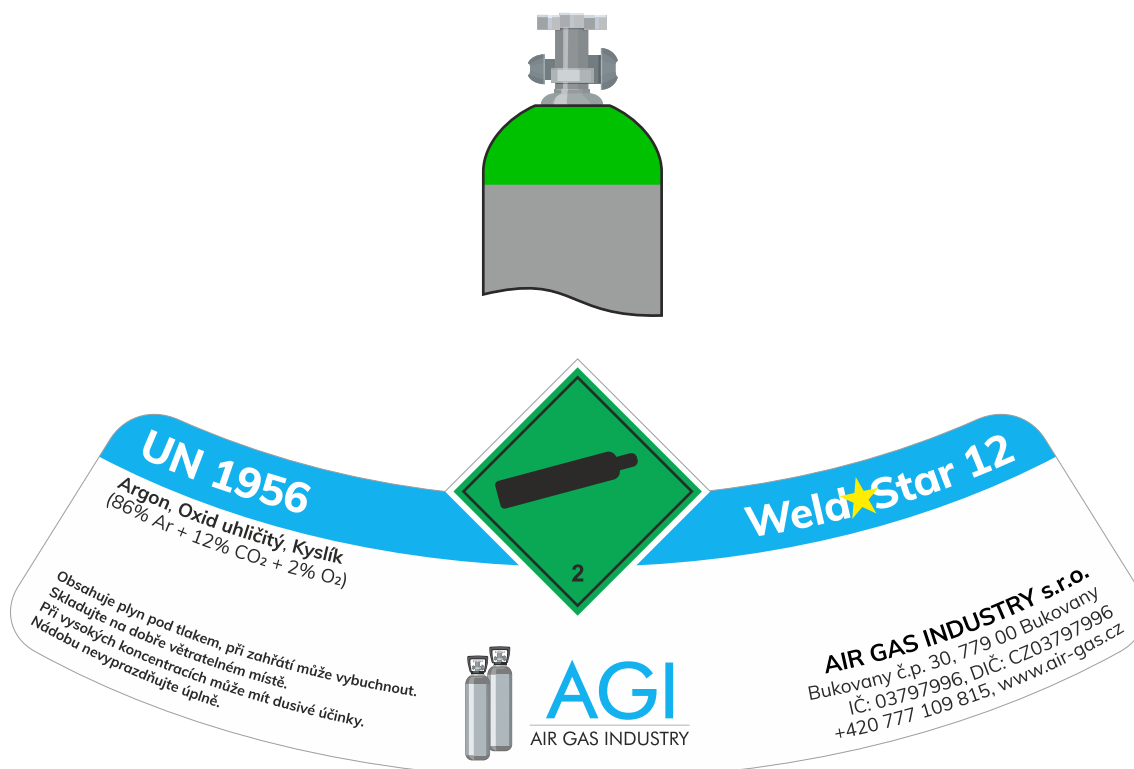 UN 1956
Argon, Oxid uhličitý, Kyslík
(86% Ar + 12% CO₂ + 2% O₂)
Obsahuje plyn pod tlakem, při zahřátí může vybuchnout.
Skladujte na dobře větratelném místě.
Při vysokých koncentracích může mít dusivé účinky.
Nádobu nevyprazdňujte úplně.
2
AGI
AIR GAS INDUSTRY
Weld★Star 12
AIR GAS INDUSTRY s.r.o.
Bukovany č.p. 30, 779 00 Bukovany
IČ: 03797996, DIČ: CZ03797996
+420 777 109 815, www.air-gas.cz